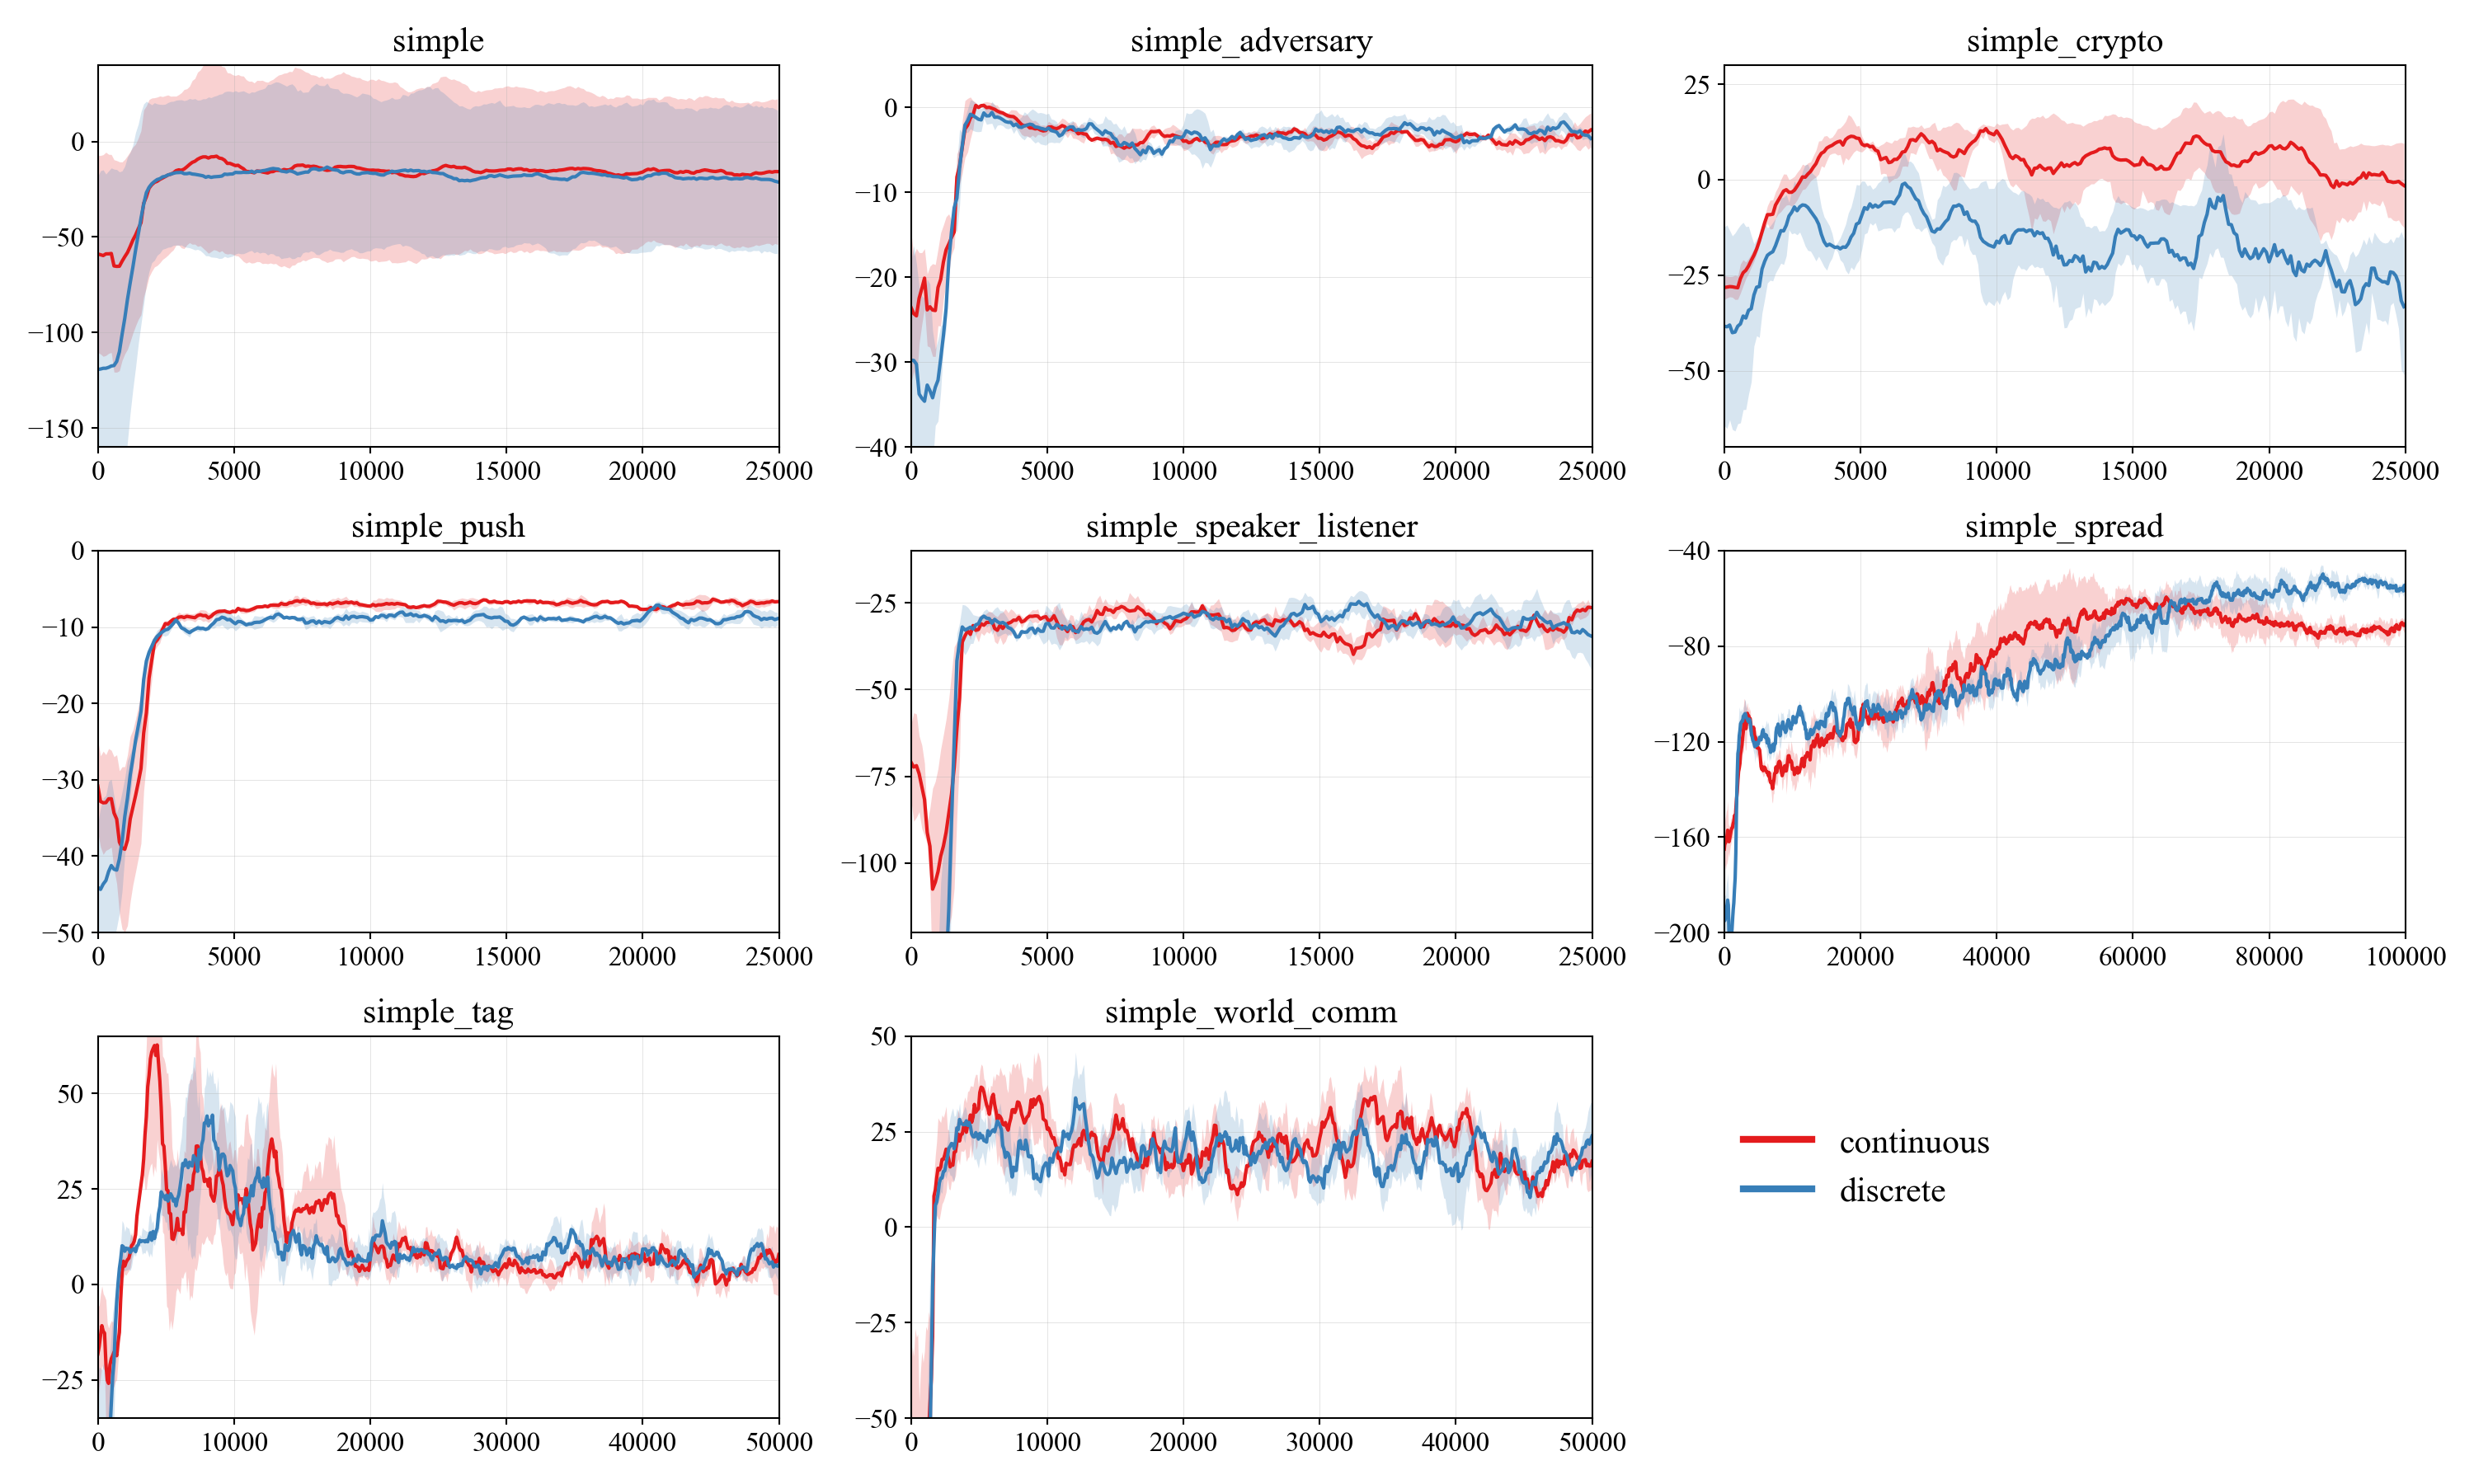 simple
simple_adversary
simple_crypto
0
−50
−100
−150
0 5000 10000 15000 20000 25000
0
−10
−20
−30
−40
0 5000 10000 15000 20000 25000
25
0
−25
−50
0 5000 10000 15000 20000 25000
simple_push
simple_speaker_listener
simple_spread
0
−10
−20
−30
−40
−50
0 5000 10000 15000 20000 25000
−25
−50
−75
−100
0 5000 10000 15000 20000 25000
−40
−80
−120
−160
−200
0 20000 40000 60000 80000 100000
simple_tag
simple_world_comm
50
25
0
−25
0 10000 20000 30000 40000 50000
50
25
0
−25
−50
0 10000 20000 30000 40000 50000
continuous
discrete